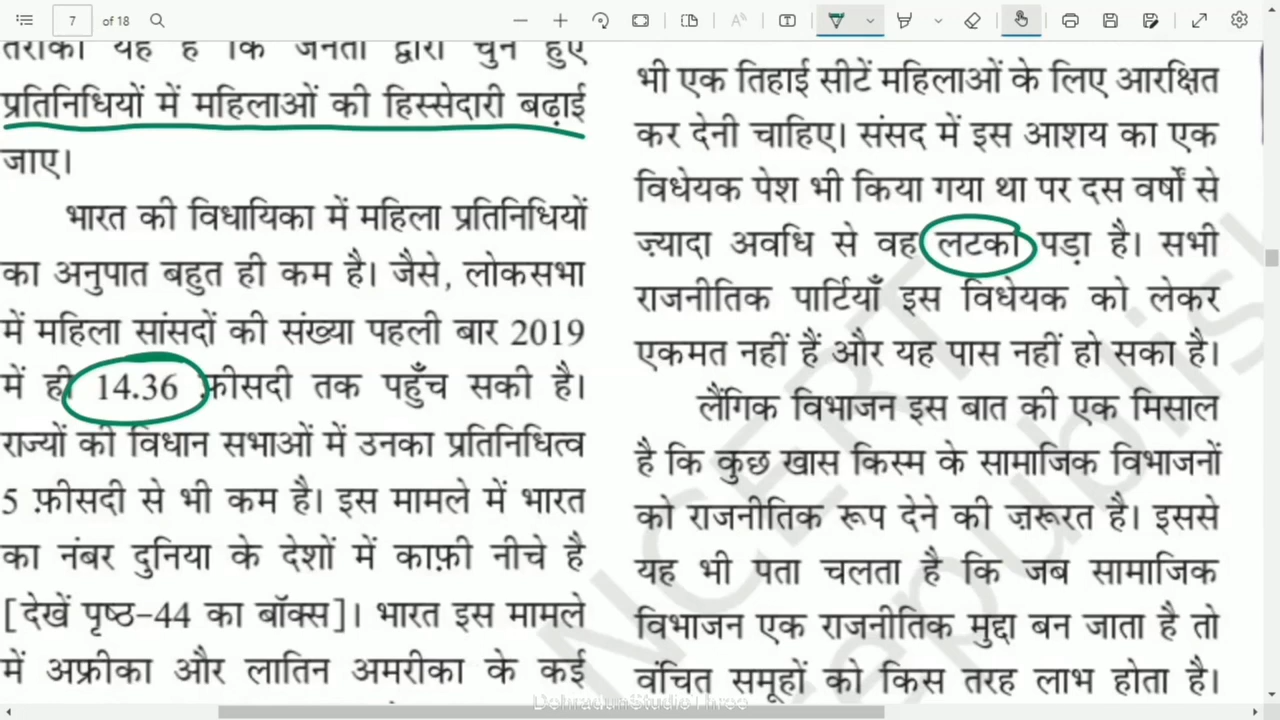 7 of 18
तरीका यह है कि जनता द्वारा चुने हुए
प्रतिनिधियों में महिलाओं की हिस्सेदारी बढ़ाई
जाए।
भारत की विधायिका में महिला प्रतिनिधियों
का अनुपात बहुत ही कम है। जैसे, लोकसभा
में महिला सांसदों की संख्या पहली बार 2019
में ही 14.36 फ़ीसदी तक पहुँच सकी है।
राज्यों की विधान सभाओं में उनका प्रतिनिधित्व
5 फ़ीसदी से भी कम है। इस मामले में भारत
का नंबर दुनिया के देशों में काफ़ी नीचे है
[देखें पृष्ठ-44 का बॉक्स]। भारत इस मामले
में अफ्रीका और लातिन अमरीका के कई
भी एक तिहाई सीटें महिलाओं के लिए आरक्षित
कर देनी चाहिए। संसद में इस आशय का एक
विधेयक पेश भी किया गया था पर दस वर्षों से
ज़्यादा अवधि से वह लटका पड़ा है। सभी
राजनीतिक पार्टियाँ इस विधेयक को लेकर
एकमत नहीं हैं और यह पास नहीं हो सका है।
लैंगिक विभाजन इस बात की एक मिसाल
है कि कुछ खास किस्म के सामाजिक विभाजनों
को राजनीतिक रूप देने की ज़रूरत है। इससे
यह भी पता चलता है कि जब सामाजिक
विभाजन एक राजनीतिक मुद्दा बन जाता है तो
वंचित समूहों को किस तरह लाभ होता है।
NCERT
republish
DehradunStudioThree